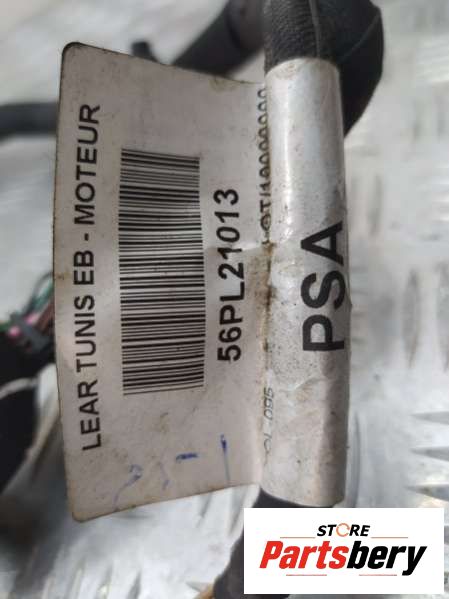 LEAR TUNIS EB - MOTEUR
56PL21013
PSA
STORE
Partsbery